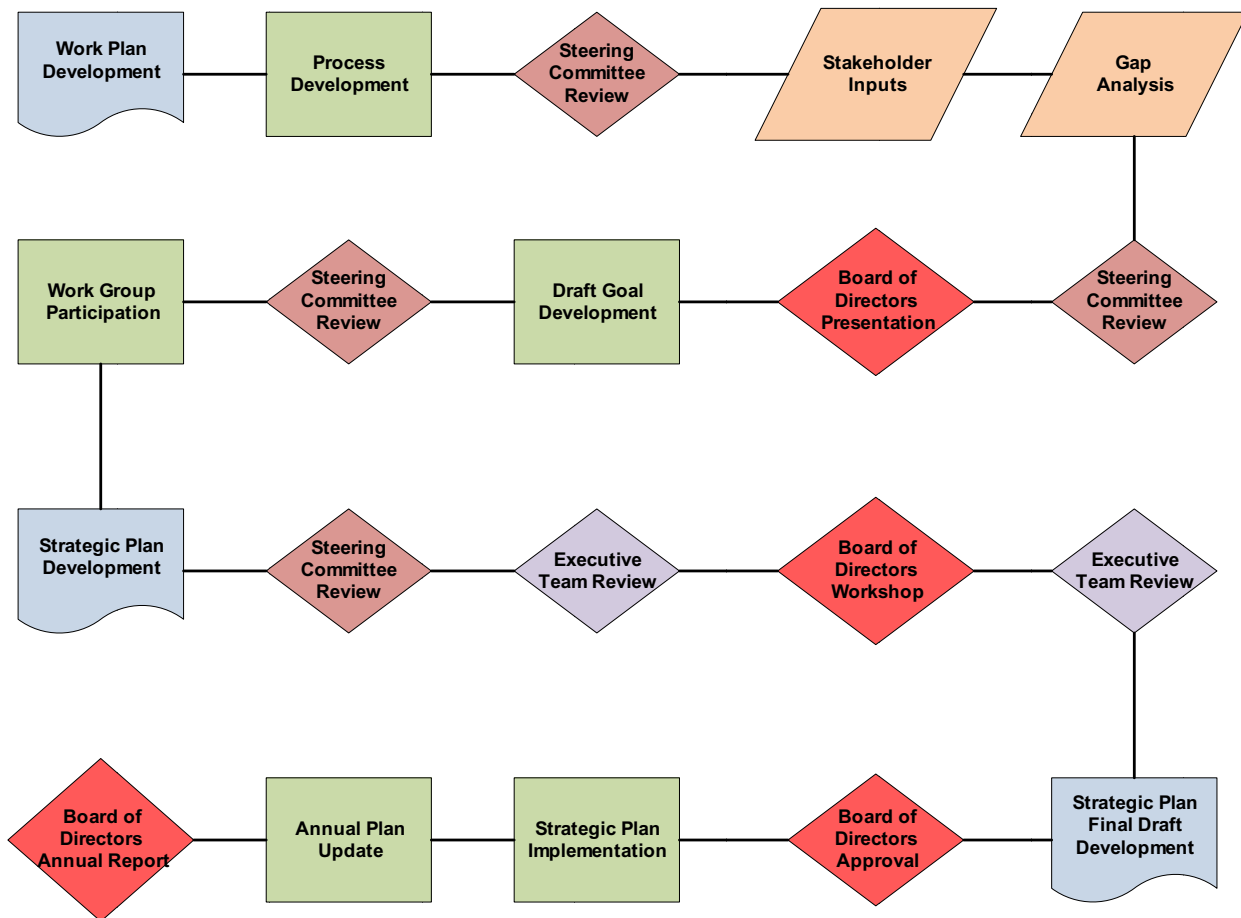 Work Plan
Development
Process
Development
Steering
Committee
Review
Stakeholder
Inputs
Gap
Analysis
Work Group
Participation
Steering
Committee
Review
Draft Goal
Development
Board of
Directors
Presentation
Steering
Committee
Review
Strategic Plan
Development
Steering
Committee
Review
Executive
Team Review
Board of
Directors
Workshop
Executive
Team Review
Board of
Directors
Annual Report
Annual Plan
Update
Strategic Plan
Implementation
Board of
Directors
Approval
Strategic Plan
Final Draft
Development